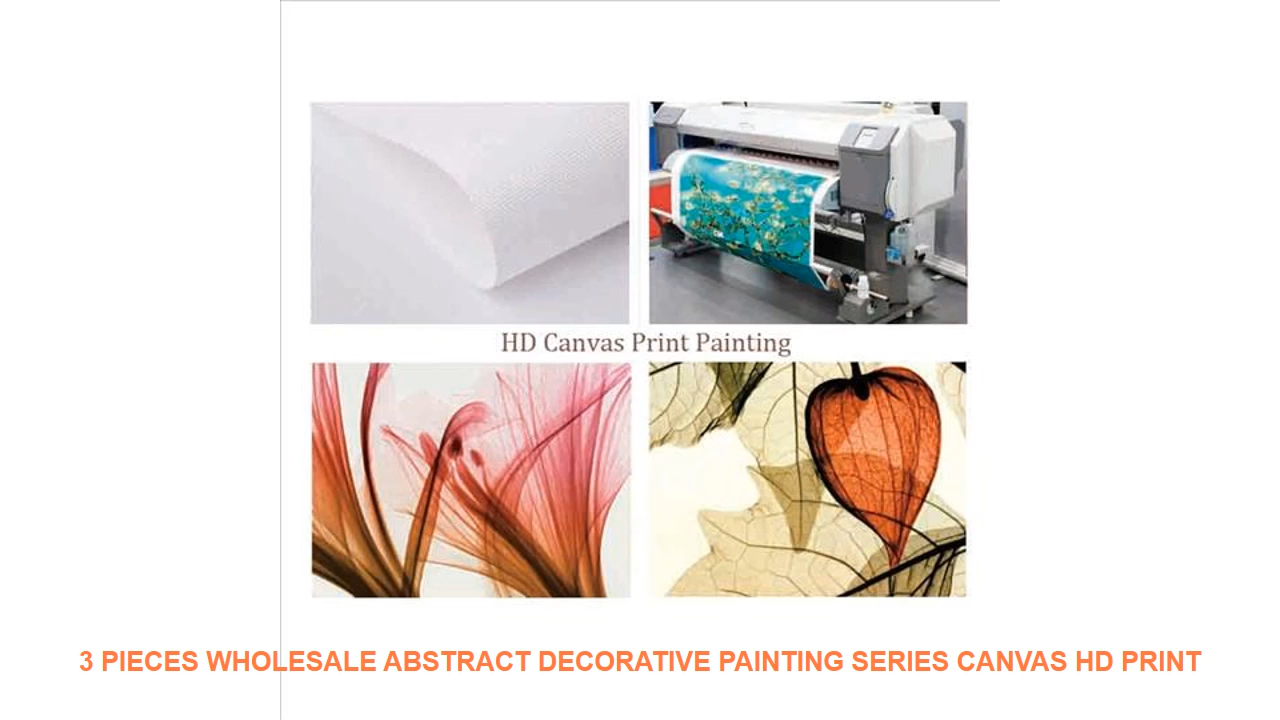 HD Canvas Print Painting
3 PIECES WHOLESALE ABSTRACT DECORATIVE PAINTING SERIES CANVAS HD PRINT